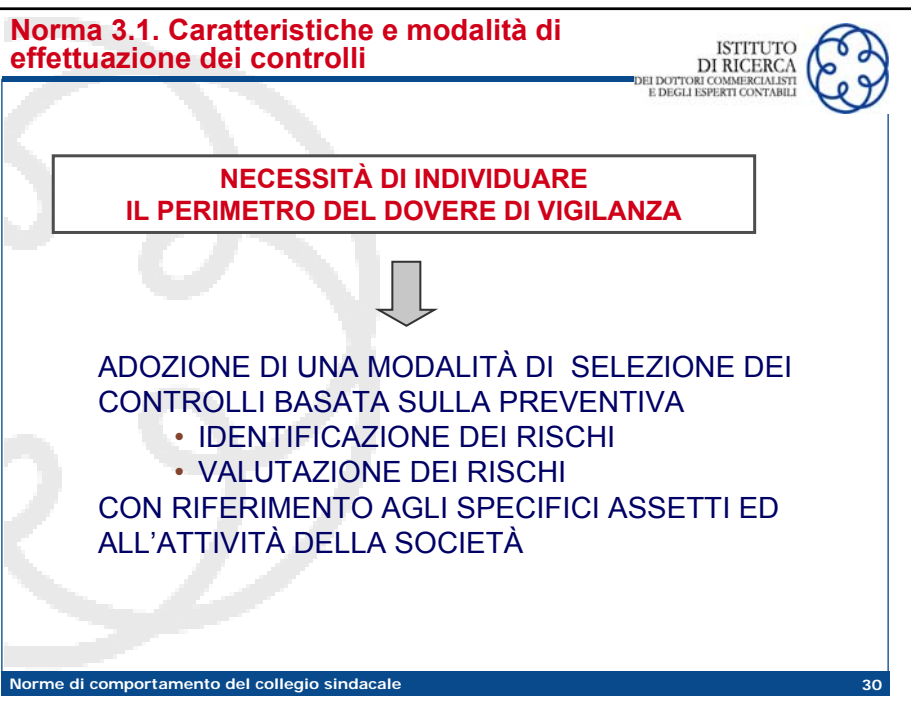 Norma 3.1. Caratteristiche e modalità di
effettuazione dei controlli
ISTITUTO
DI RICERCA
DEI DOTTORI COMMERCIALISTI
E DEGLI ESPERTI CONTABILI
NECESSITÀ DI INDIVIDUARE
IL PERIMETRO DEL DOVERE DI VIGILANZA
ADOZIONE DI UNA MODALITÀ DI SELEZIONE DEI
CONTROLLI BASATA SULLA PREVENTIVA
• IDENTIFICAZIONE DEI RISCHI
• VALUTAZIONE DEI RISCHI
CON RIFERIMENTO AGLI SPECIFICI ASSETTI ED
ALL'ATTIVITÀ DELLA SOCIETÀ
Norme di comportamento del collegio sindacale
30